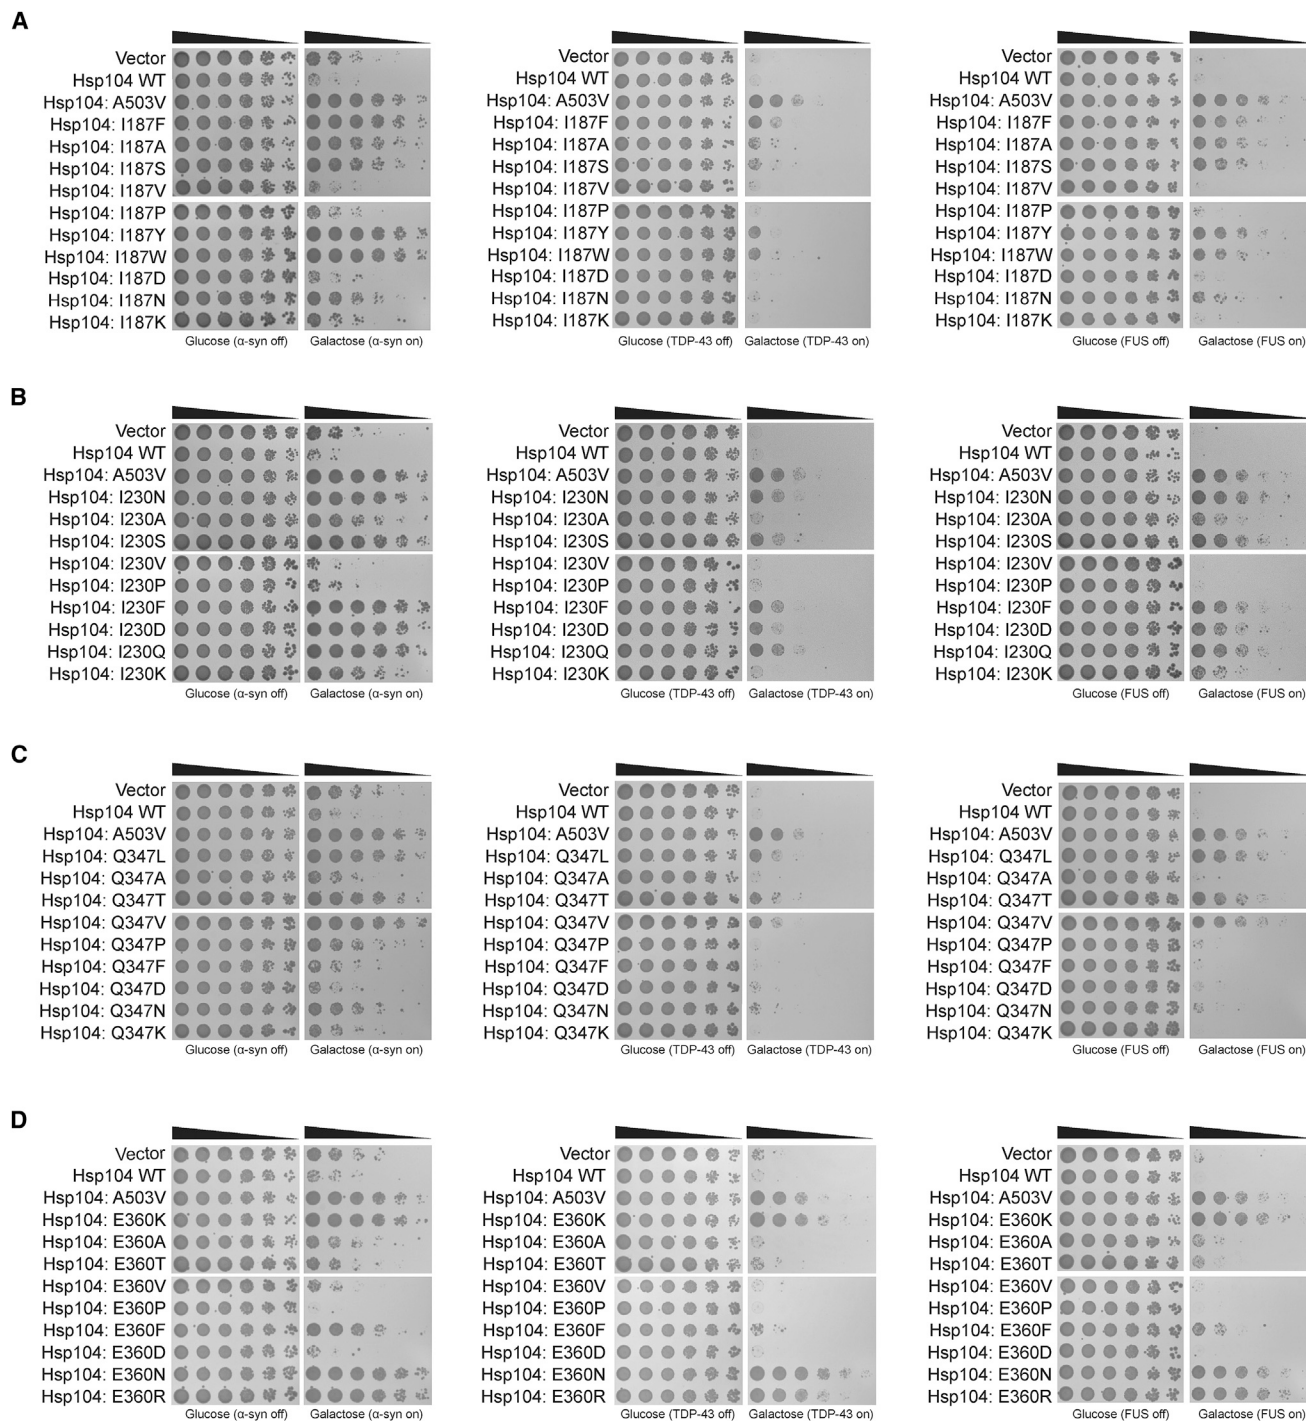 A
Vector
Hsp104 WT
Hsp104: A503V
Hsp104: I187F
Hsp104: I187A
Hsp104: I187S
Hsp104: I187V
Hsp104: I187P
Hsp104: I187Y
Hsp104: I187W
Hsp104: I187D
Hsp104: I187N
Hsp104: I187K
Glucose (α-syn off)
Galactose (α-syn on)
Vector
Hsp104 WT
Hsp104: A503V
Hsp104: I187F
Hsp104: I187A
Hsp104: I187S
Hsp104: I187V
Hsp104: I187P
Hsp104: I187Y
Hsp104: I187W
Hsp104: I187D
Hsp104: I187N
Hsp104: I187K
Glucose (TDP-43 off)
Galactose (TDP-43 on)
Vector
Hsp104 WT
Hsp104: A503V
Hsp104: I187F
Hsp104: I187A
Hsp104: I187S
Hsp104: I187V
Hsp104: I187P
Hsp104: I187Y
Hsp104: I187W
Hsp104: I187D
Hsp104: I187N
Hsp104: I187K
Glucose (FUS off)
Galactose (FUS on)
B
Vector
Hsp104 WT
Hsp104: A503V
Hsp104: I230N
Hsp104: I230A
Hsp104: I230S
Hsp104: I230V
Hsp104: I230P
Hsp104: I230F
Hsp104: I230D
Hsp104: I230Q
Hsp104: I230K
Glucose (α-syn off)
Galactose (α-syn on)
Vector
Hsp104 WT
Hsp104: A503V
Hsp104: I230N
Hsp104: I230A
Hsp104: I230S
Hsp104: I230V
Hsp104: I230P
Hsp104: I230F
Hsp104: I230D
Hsp104: I230Q
Hsp104: I230K
Glucose (TDP-43 off)
Galactose (TDP-43 on)
Vector
Hsp104 WT
Hsp104: A503V
Hsp104: I230N
Hsp104: I230A
Hsp104: I230S
Hsp104: I230V
Hsp104: I230P
Hsp104: I230F
Hsp104: I230D
Hsp104: I230Q
Hsp104: I230K
Glucose (FUS off)
Galactose (FUS on)
C
Vector
Hsp104 WT
Hsp104: A503V
Hsp104: Q347L
Hsp104: Q347A
Hsp104: Q347T
Hsp104: Q347V
Hsp104: Q347P
Hsp104: Q347F
Hsp104: Q347D
Hsp104: Q347N
Hsp104: Q347K
Glucose (α-syn off)
Galactose (α-syn on)
Vector
Hsp104 WT
Hsp104: A503V
Hsp104: Q347L
Hsp104: Q347A
Hsp104: Q347T
Hsp104: Q347V
Hsp104: Q347P
Hsp104: Q347F
Hsp104: Q347D
Hsp104: Q347N
Hsp104: Q347K
Glucose (TDP-43 off)
Galactose (TDP-43 on)
Vector
Hsp104 WT
Hsp104: A503V
Hsp104: Q347L
Hsp104: Q347A
Hsp104: Q347T
Hsp104: Q347V
Hsp104: Q347P
Hsp104: Q347F
Hsp104: Q347D
Hsp104: Q347N
Hsp104: Q347K
Glucose (FUS off)
Galactose (FUS on)
D
Vector
Hsp104 WT
Hsp104: A503V
Hsp104: E360K
Hsp104: E360A
Hsp104: E360T
Hsp104: E360V
Hsp104: E360P
Hsp104: E360F
Hsp104: E360D
Hsp104: E360N
Hsp104: E360R
Glucose (α-syn off)
Galactose (α-syn on)
Vector
Hsp104 WT
Hsp104: A503V
Hsp104: E360K
Hsp104: E360A
Hsp104: E360T
Hsp104: E360V
Hsp104: E360P
Hsp104: E360F
Hsp104: E360D
Hsp104: E360N
Hsp104: E360R
Glucose (TDP-43 off)
Galactose (TDP-43 on)
Vector
Hsp104 WT
Hsp104: A503V
Hsp104: E360K
Hsp104: E360A
Hsp104: E360T
Hsp104: E360V
Hsp104: E360P
Hsp104: E360F
Hsp104: E360D
Hsp104: E360N
Hsp104: E360R
Glucose (FUS off)
Galactose (FUS on)